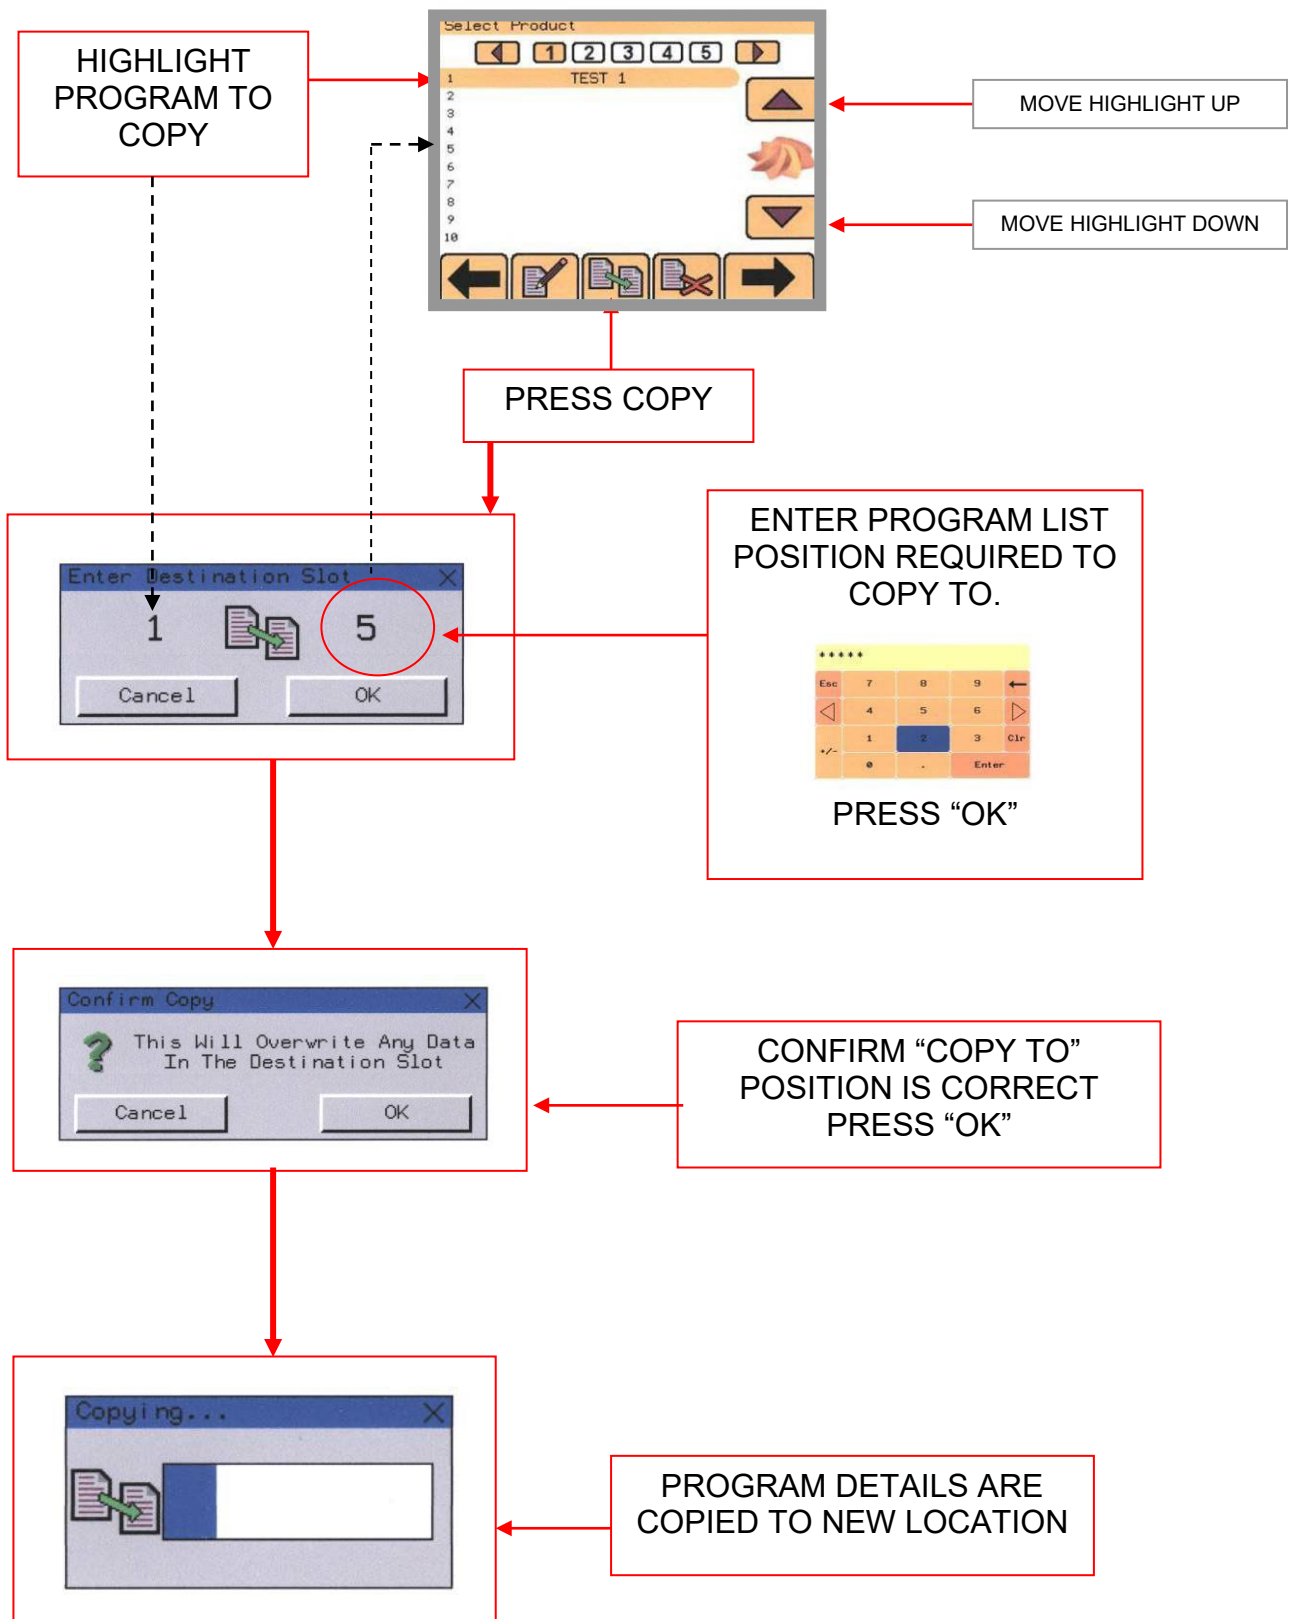 HIGHLIGHT
PROGRAM TO
COPY
Select Product
1 2 3 4 5
1 TEST 1
2
3
4
5
6
7
8
9
10
MOVE HIGHLIGHT UP
MOVE HIGHLIGHT DOWN
PRESS COPY
Enter Destination Slot
1 5
Cancel OK
ENTER PROGRAM LIST
POSITION REQUIRED TO
COPY TO.
*****
Esc 7 8 9
4 5 6
+/- 1 2 3 Clr
0 . Enter
PRESS “OK”
Confirm Copy
? This Will Overwrite Any Data
In The Destination Slot
Cancel OK
CONFIRM “COPY TO”
POSITION IS CORRECT
PRESS “OK”
Copying...
PROGRAM DETAILS ARE
COPIED TO NEW LOCATION